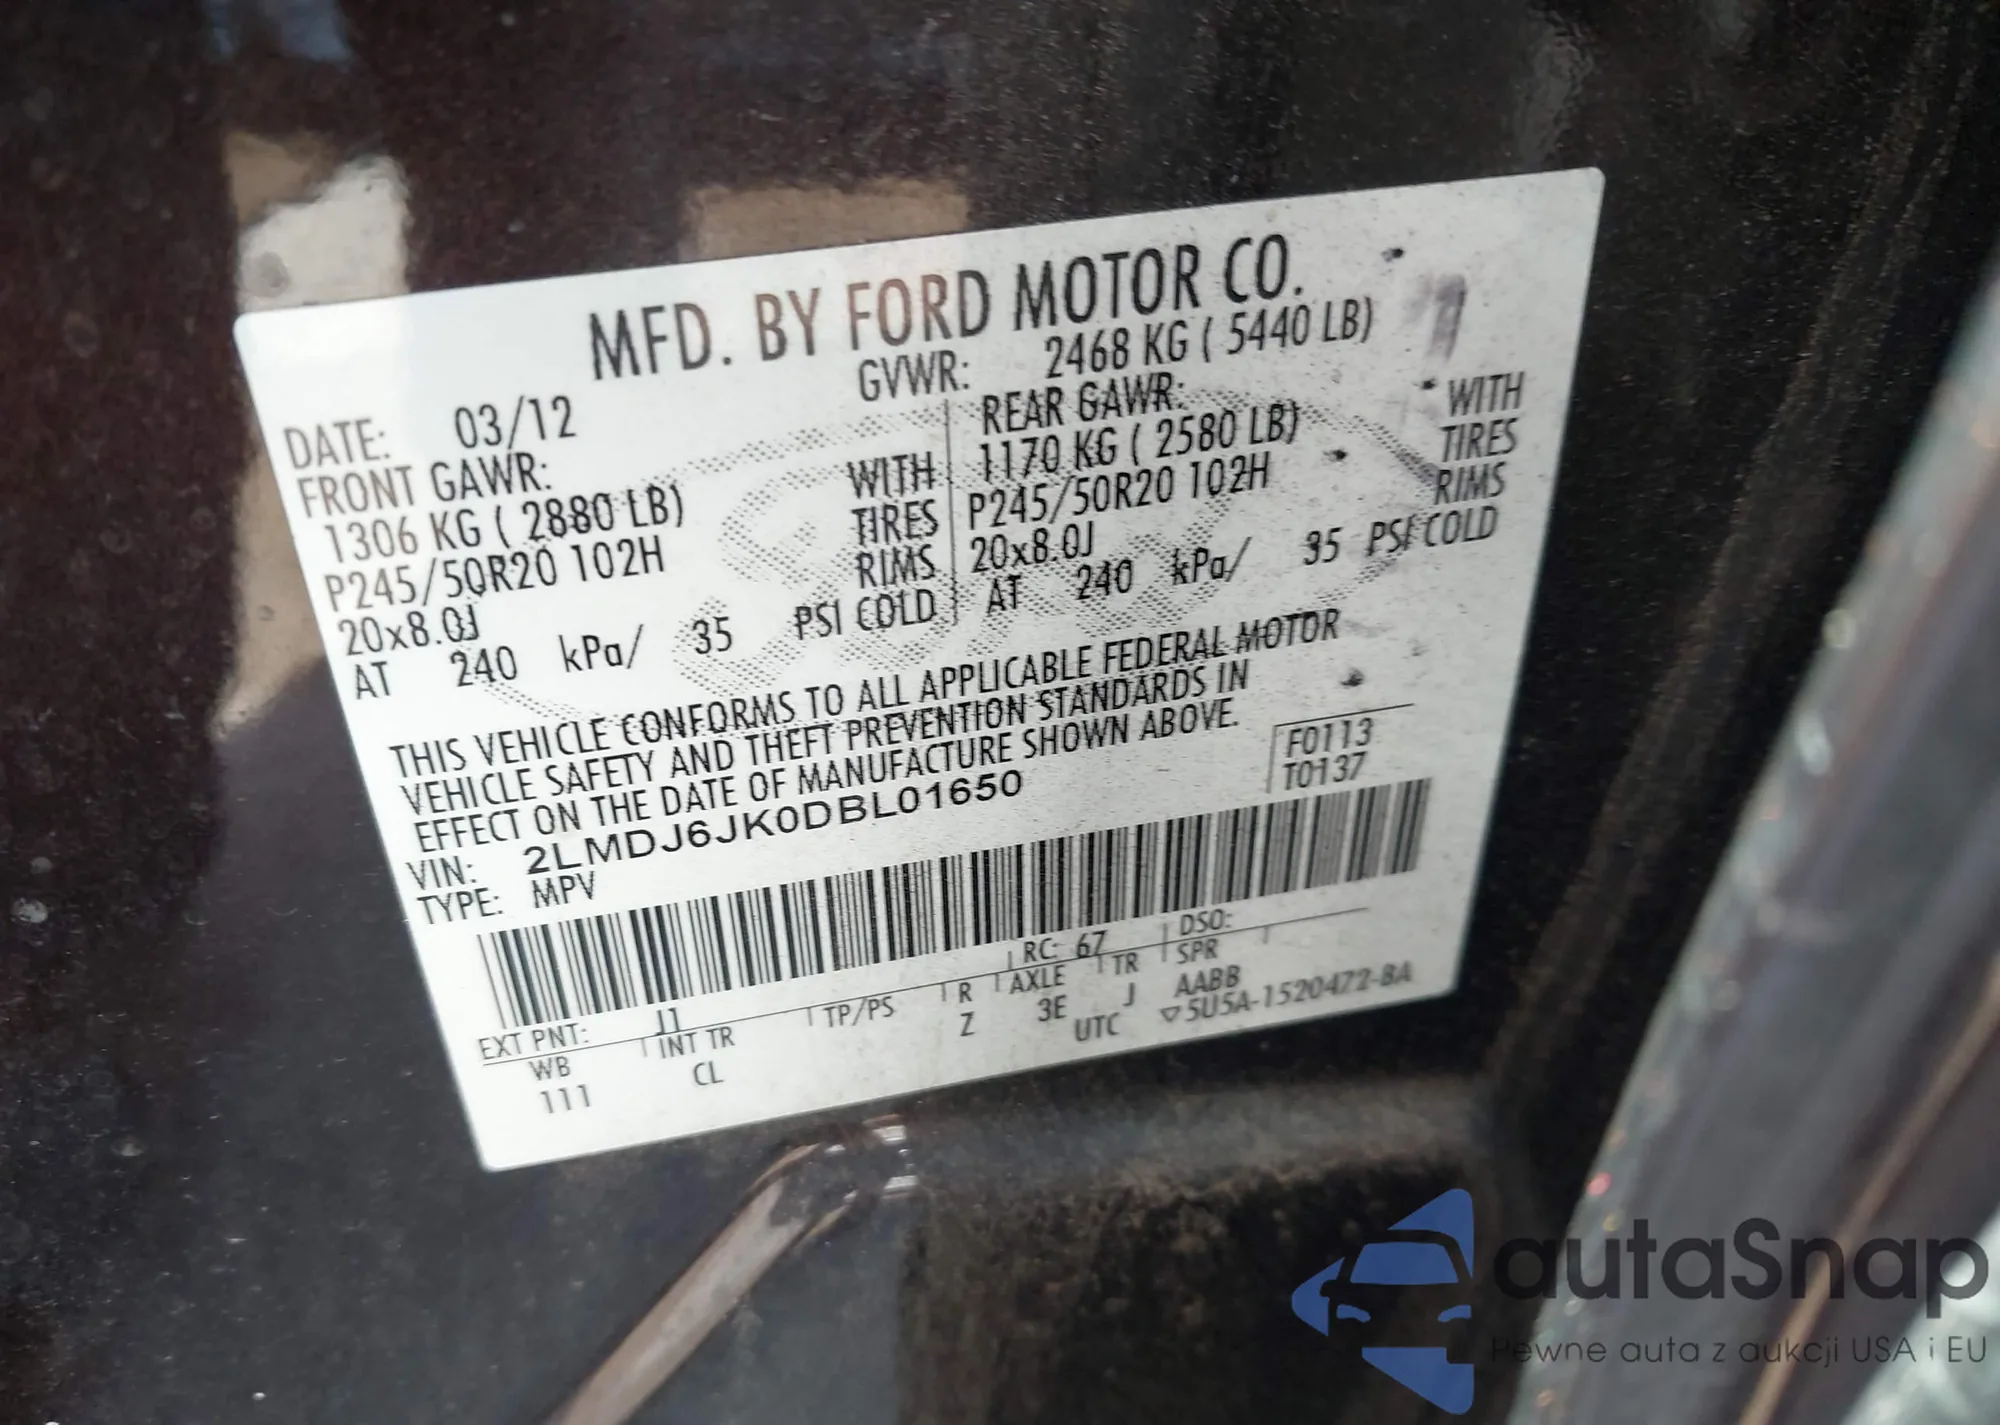 MFD. BY FORD MOTOR CO.
DATE: 03/12 GVWR: 2468 KG ( 5440 LB)
FRONT GAWR: REAR GAWR:
1306 KG ( 2880 LB) WITH 1170 KG ( 2580 LB) WITH
P245/50R20 102H TIRES P245/50R20 102H TIRES
20x8.0J RIMS 20x8.0J RIMS
AT 240 kPa/ 35 PSI COLD AT 240 kPa/ 35 PSI COLD
THIS VEHICLE CONFORMS TO ALL APPLICABLE FEDERAL MOTOR
VEHICLE SAFETY AND THEFT PREVENTION STANDARDS IN
EFFECT ON THE DATE OF MANUFACTURE SHOWN ABOVE.
VIN: 2LMDJ6JK0DBL01650 F0113
TYPE: MPV T0137
EXT PNT: J1 RC: 67 DSO:
WB INT TR TP/PS R AXLE TR SPR
111 CL Z 3E J AABB
UTC ▽5U5A-1520472-BA
autaSnap
Pewne auta z aukcji USA i EU